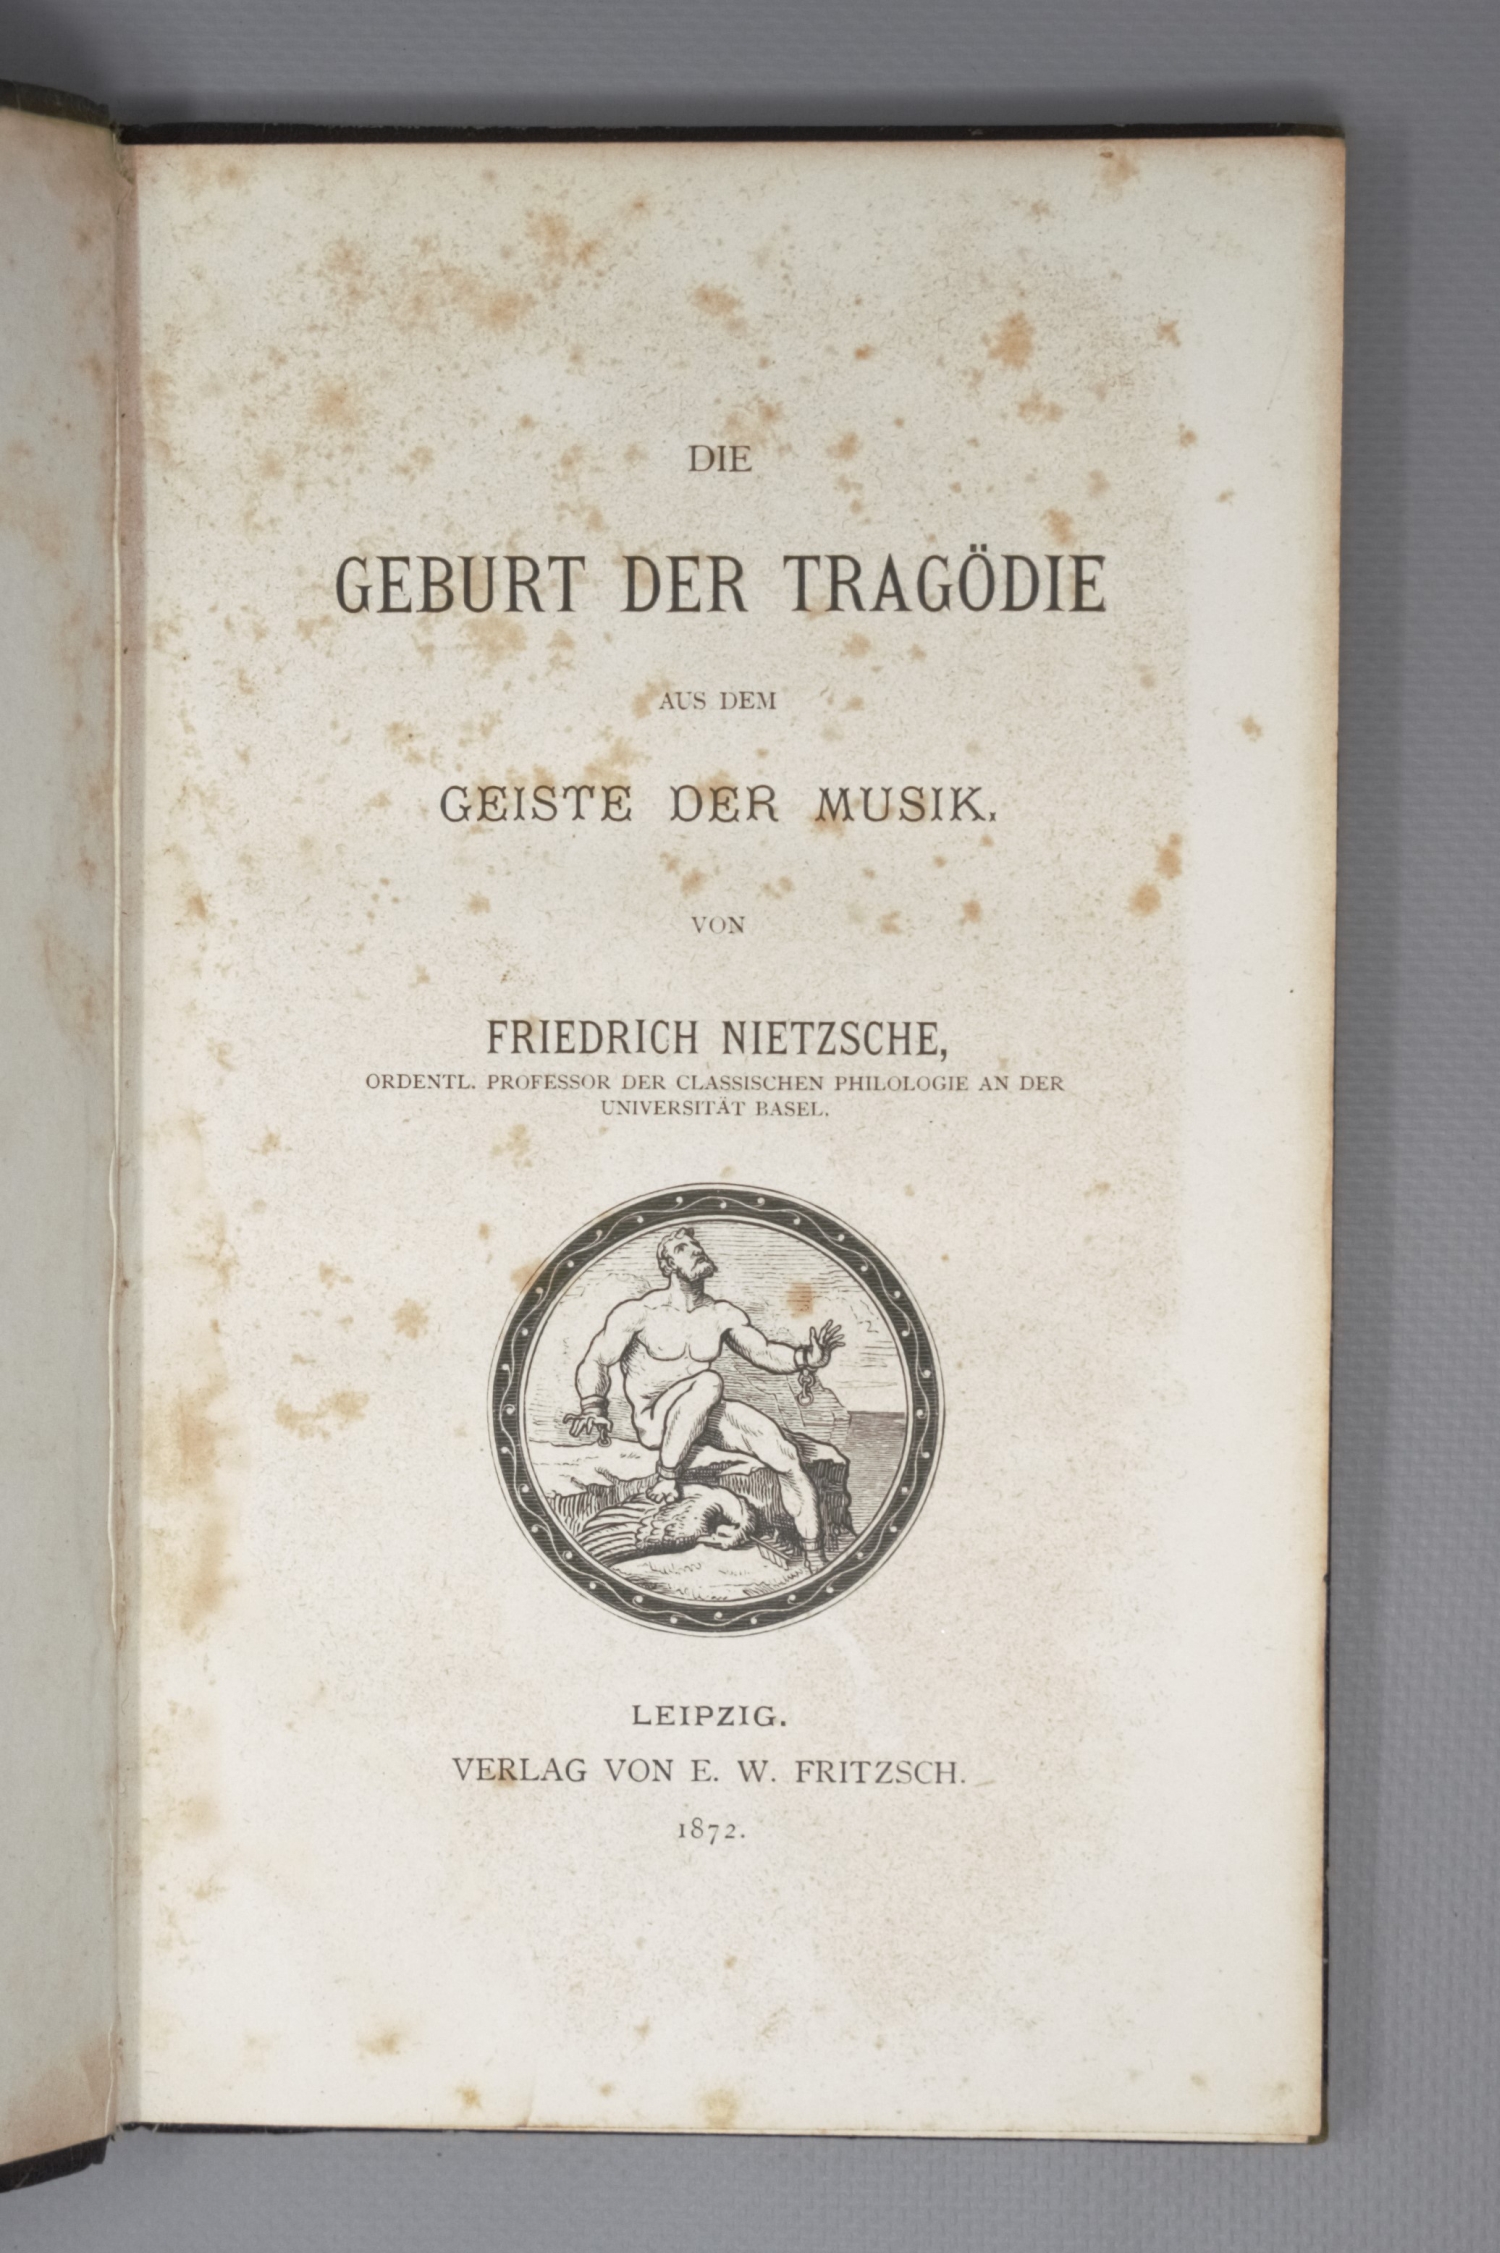 DIE
GEBURT DER TRAGÖDIE
AUS DEM
GEISTE DER MUSIK.
VON
FRIEDRICH NIETZSCHE,
ORDENTL. PROFESSOR DER CLASSISCHEN PHILOLOGIE AN DER
UNIVERSITÄT BASEL.
LEIPZIG.
VERLAG VON E. W. FRITZSCH.
1872.